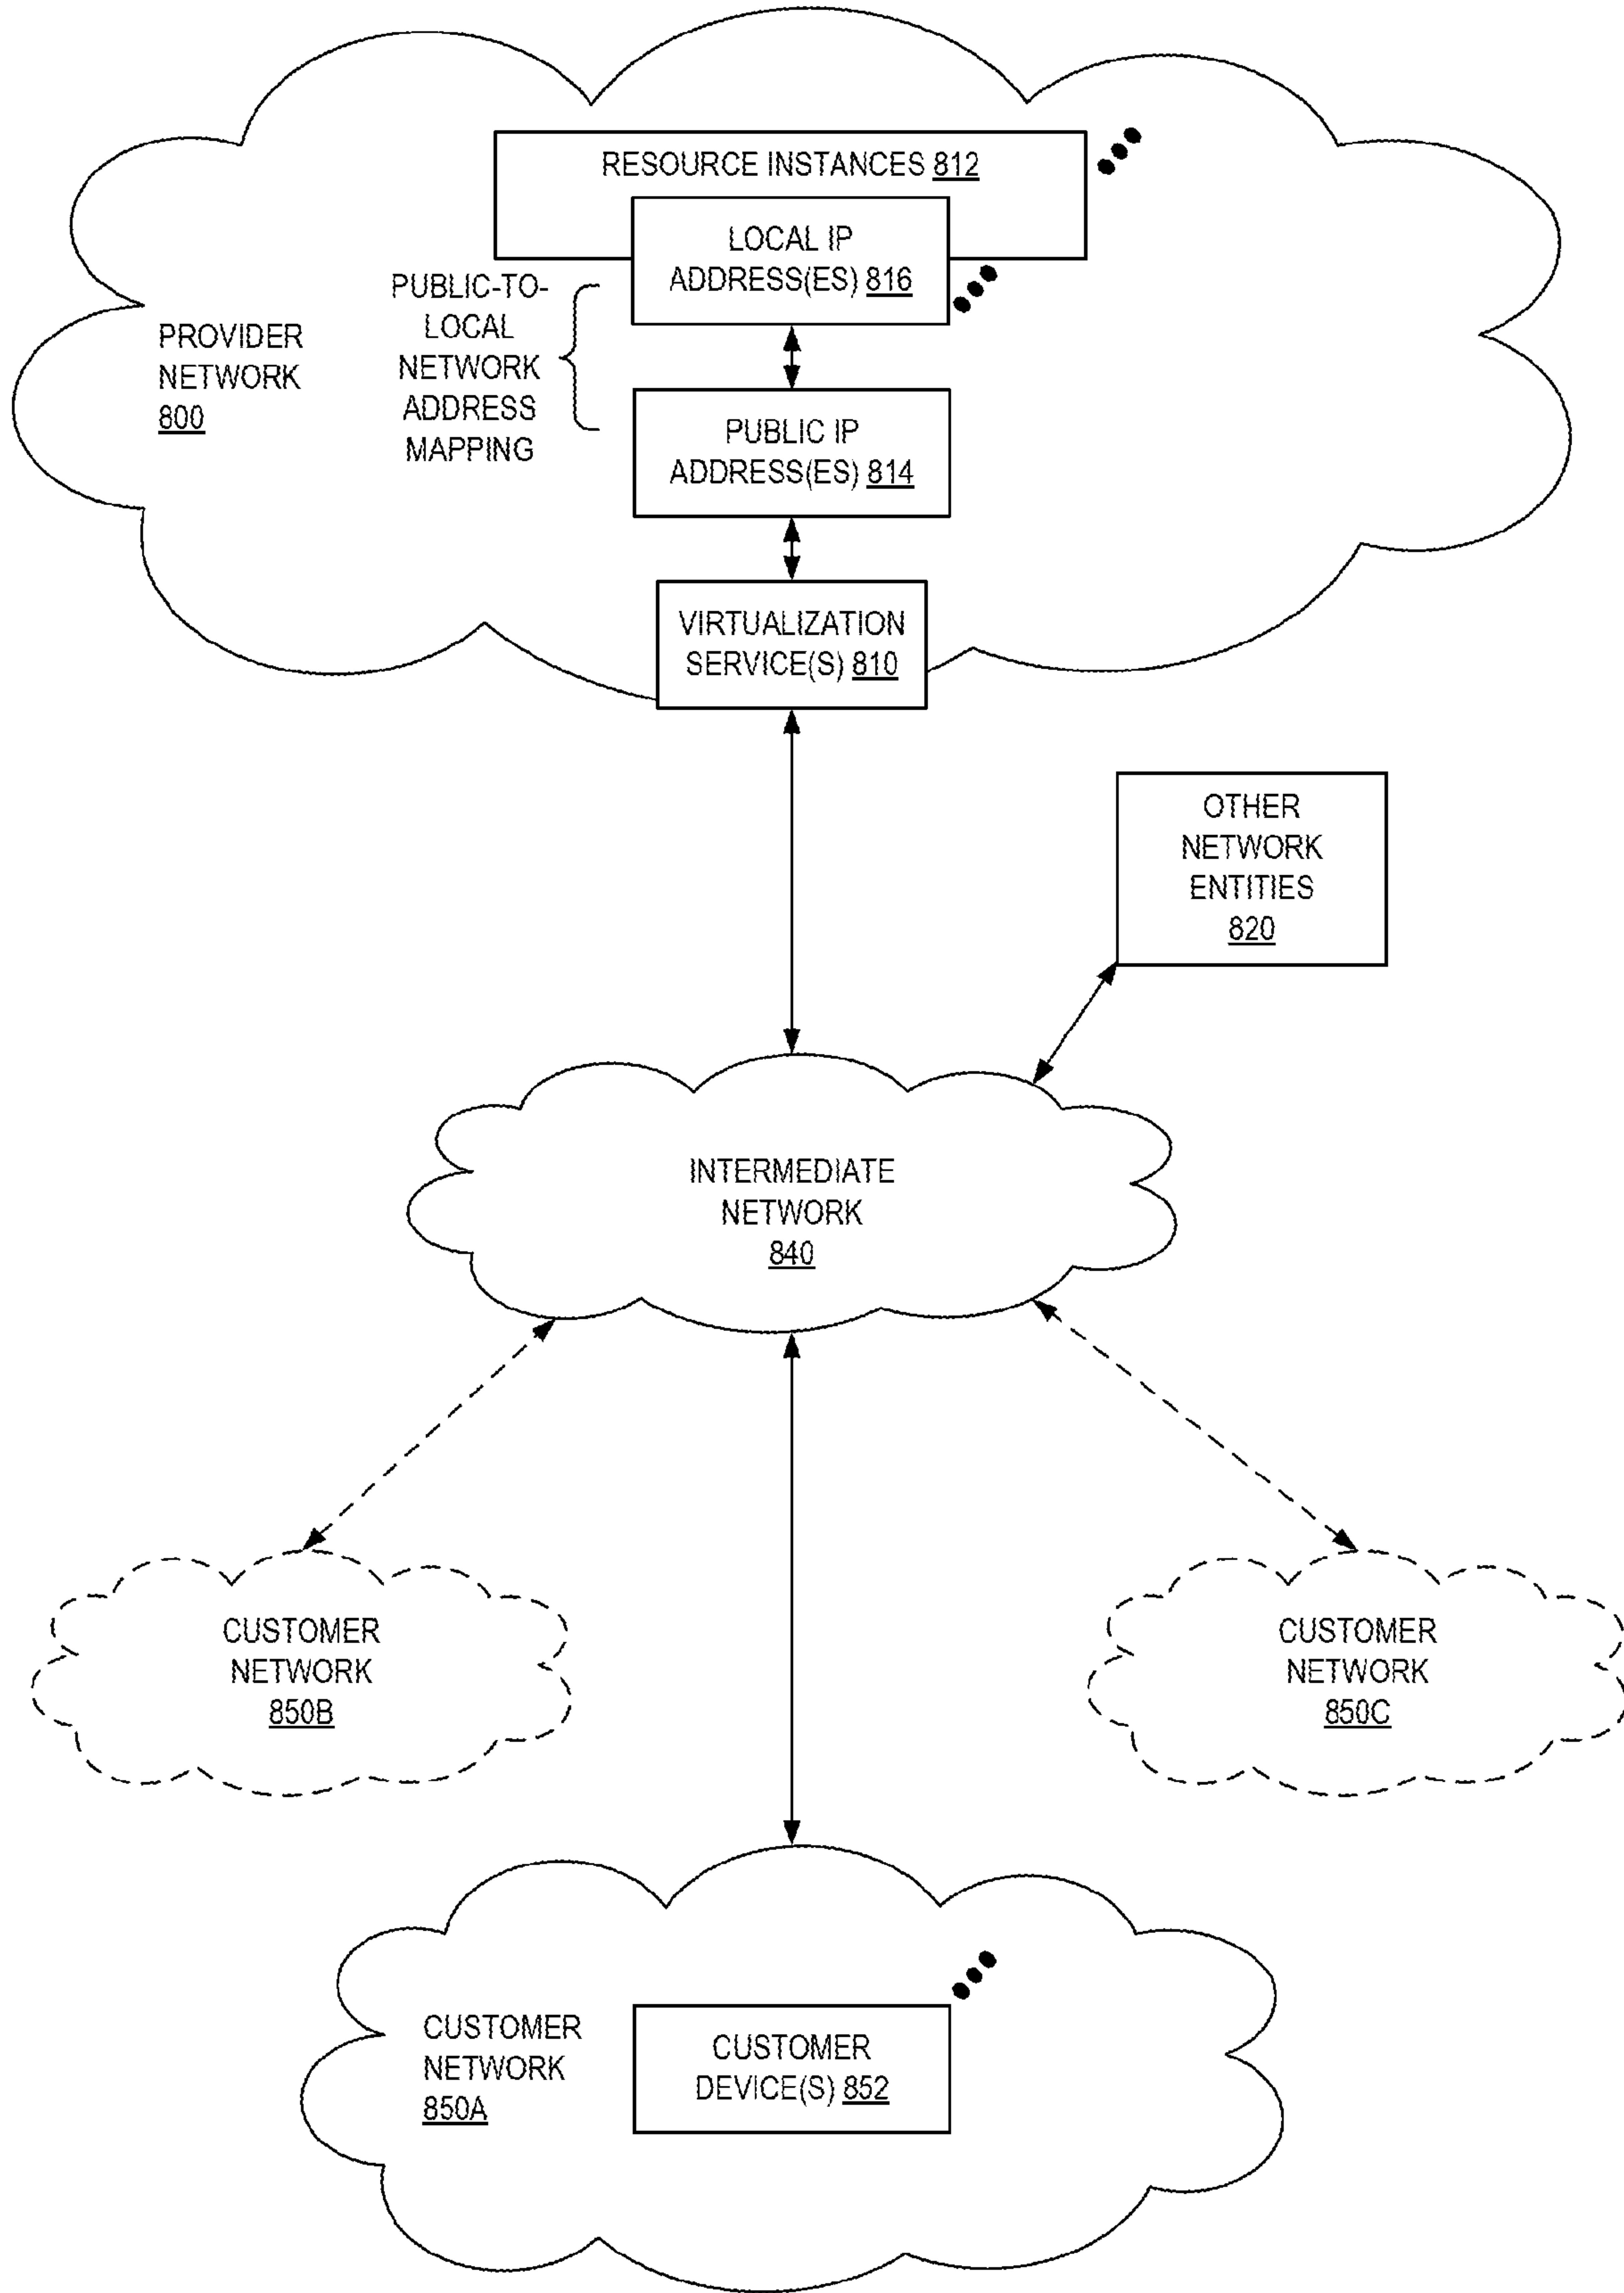 RESOURCE INSTANCES 812
LOCAL IP
ADDRESS(ES) 816
PUBLIC-TO-
LOCAL
NETWORK
ADDRESS
MAPPING
PROVIDER
NETWORK
800
PUBLIC IP
ADDRESS(ES) 814
VIRTUALIZATION
SERVICE(S) 810
OTHER
NETWORK
ENTITIES
820
INTERMEDIATE
NETWORK
840
CUSTOMER
NETWORK
850B
CUSTOMER
NETWORK
850C
CUSTOMER
NETWORK
850A
CUSTOMER
DEVICE(S) 852